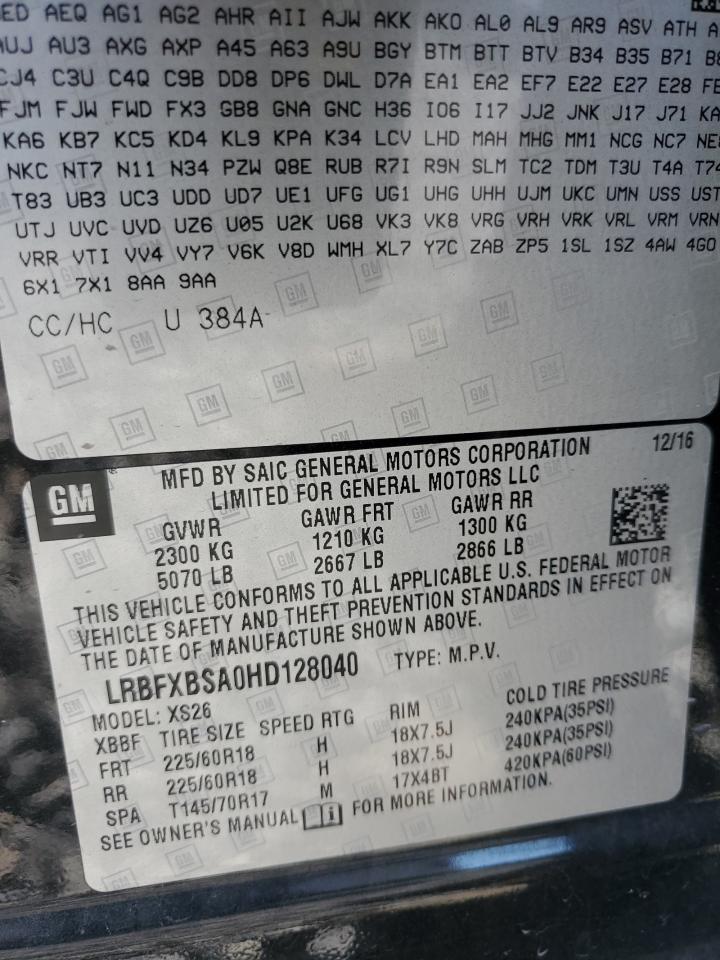 AEQ AG1 AG2 AHR AII AJW AKK AKO AL0 AL9 AR9 ASV ATH
AUJ AU3 AXG AXP A45 A63 A9U BGY BTM BTT BTV B34 B35 B71
CJ4 C3U C4Q C9B DD8 DP6 DWL D7A EA1 EA2 EF7 E22 E27 E28
FJM FJW FWD FX3 GB8 GNA GNC H36 I06 I17 JJ2 JNK J17 J71
KA6 KB7 KC5 KD4 KL9 KPA K34 LCV LHD MAH MHG MM1 NCG NC7
NKC NT7 N11 N34 PZW Q8E RUB R7I R9N SLM TC2 TDM T3U T4A T74
T83 UB3 UC3 UDD UD7 UE1 UFG UG1 UHG UHH UJM UKC UMN USS UST
UTJ UVC UVD UZ6 U05 U2K U68 VK3 VK8 VRG VRH VRK VRL VRM VRN
VRR VTI VV4 VY7 V6K V8D WMH XL7 Y7C ZAB ZP5 1SL 1SZ 4AW 4G0
6X1 7X1 8AA 9AA
CC/HC U 384A
12/16
GM MFD BY SAIC GENERAL MOTORS CORPORATION
LIMITED FOR GENERAL MOTORS LLC
GVWR GAWR FRT GAWR RR
2300 KG 1210 KG 1300 KG
5070 LB 2667 LB 2866 LB
THIS VEHICLE CONFORMS TO ALL APPLICABLE U.S. FEDERAL MOTOR
VEHICLE SAFETY AND THEFT PREVENTION STANDARDS IN EFFECT ON
THE DATE OF MANUFACTURE SHOWN ABOVE.
LRBFXBSA0HD128040 TYPE: M.P.V.
MODEL: XS26
XBBF TIRE SIZE SPEED RTG RIM COLD TIRE PRESSURE
FRT 225/60R18 H 18X7.5J 240KPA(35PSI)
RR 225/60R18 H 18X7.5J 240KPA(35PSI)
SPA T145/70R17 M 17X4BT 420KPA(60PSI)
SEE OWNER'S MANUAL FOR MORE INFORMATION.